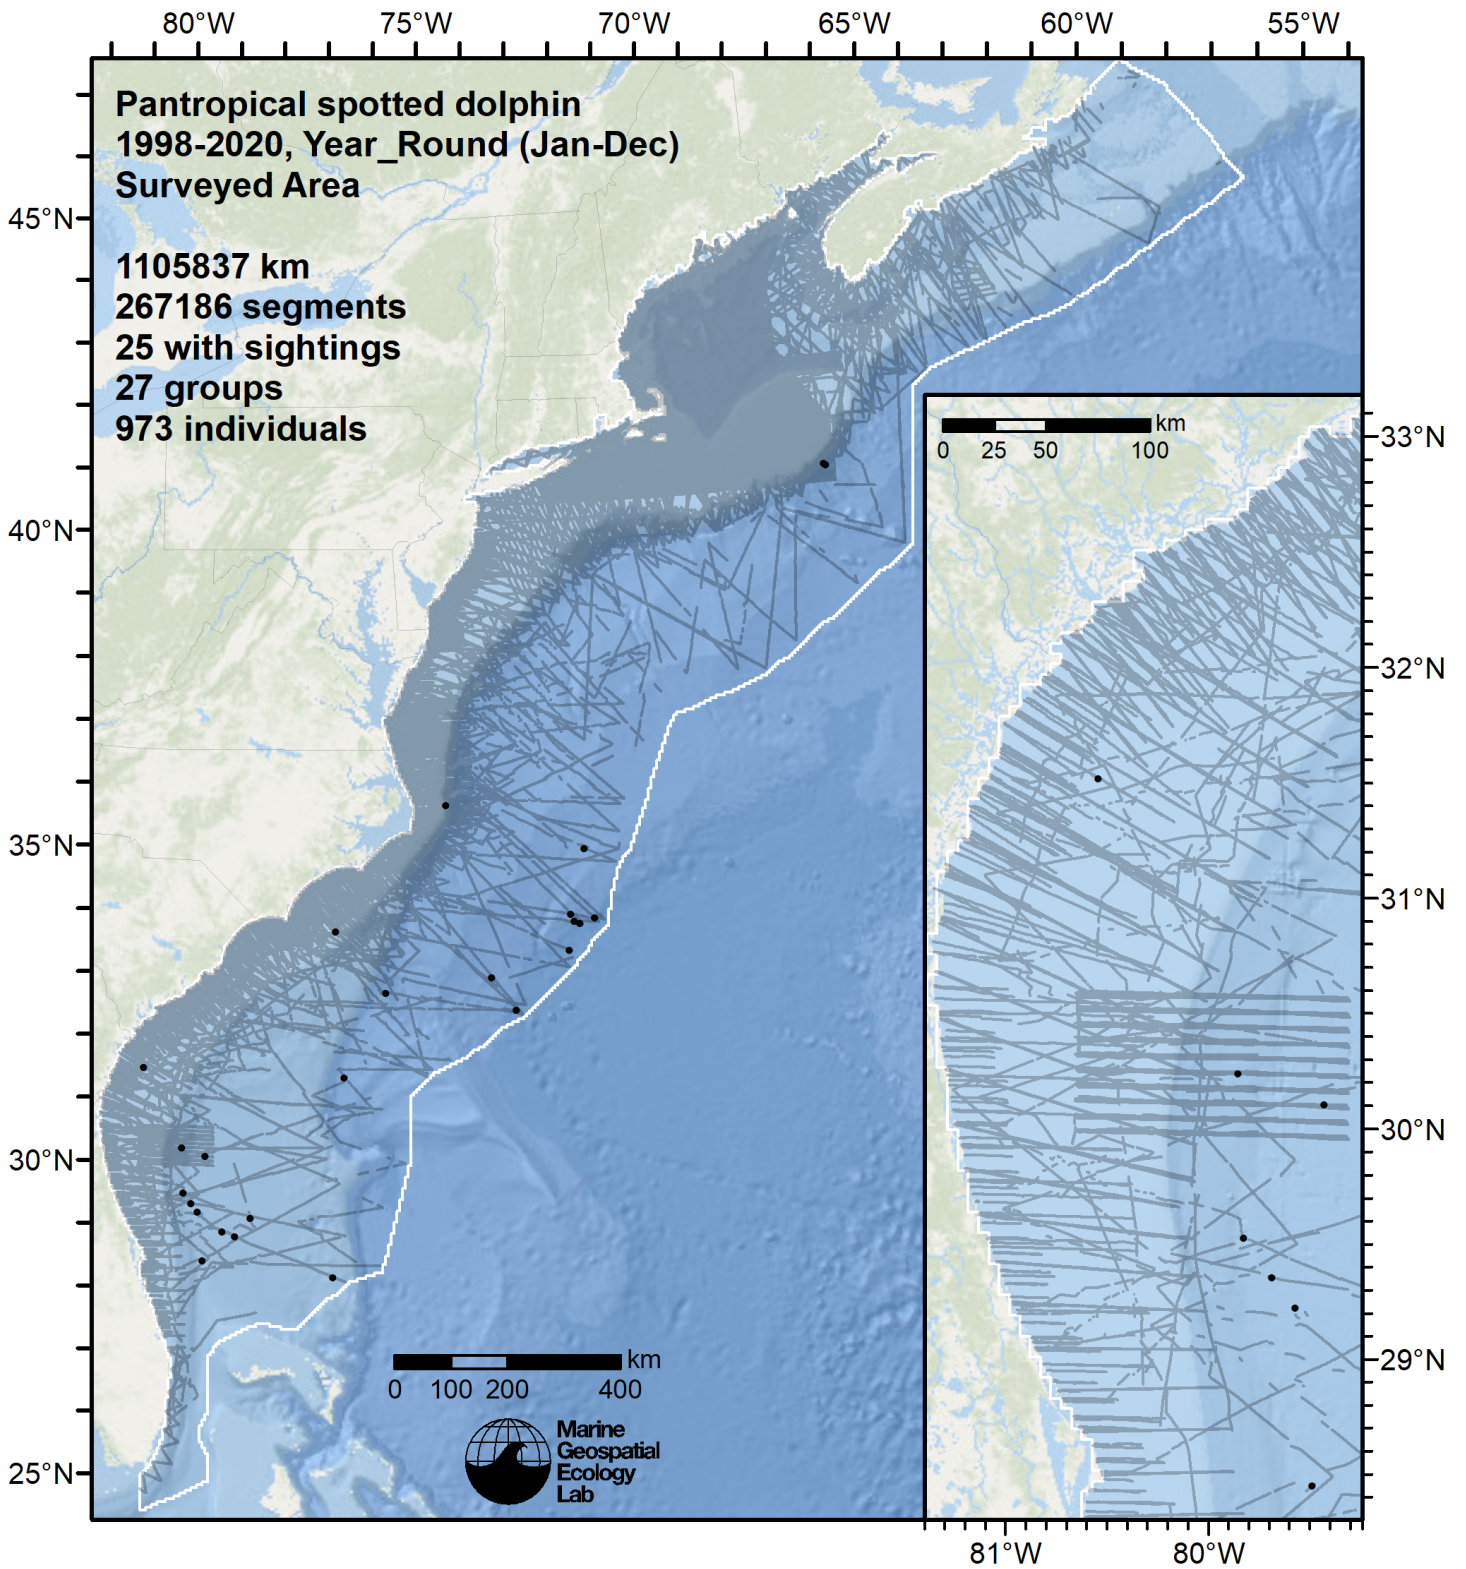 80°W 75°W 70°W 65°W 60°W 55°W
Pantropical spotted dolphin
1998-2020, Year_Round (Jan-Dec)
Surveyed Area
1105837 km
267186 segments
25 with sightings
27 groups
973 individuals
45°N
40°N
35°N
30°N
25°N
km
0 25 50 100
33°N
32°N
31°N
30°N
29°N
km
0 100 200 400
Marine
Geospatial
Ecology
Lab
81°W 80°W